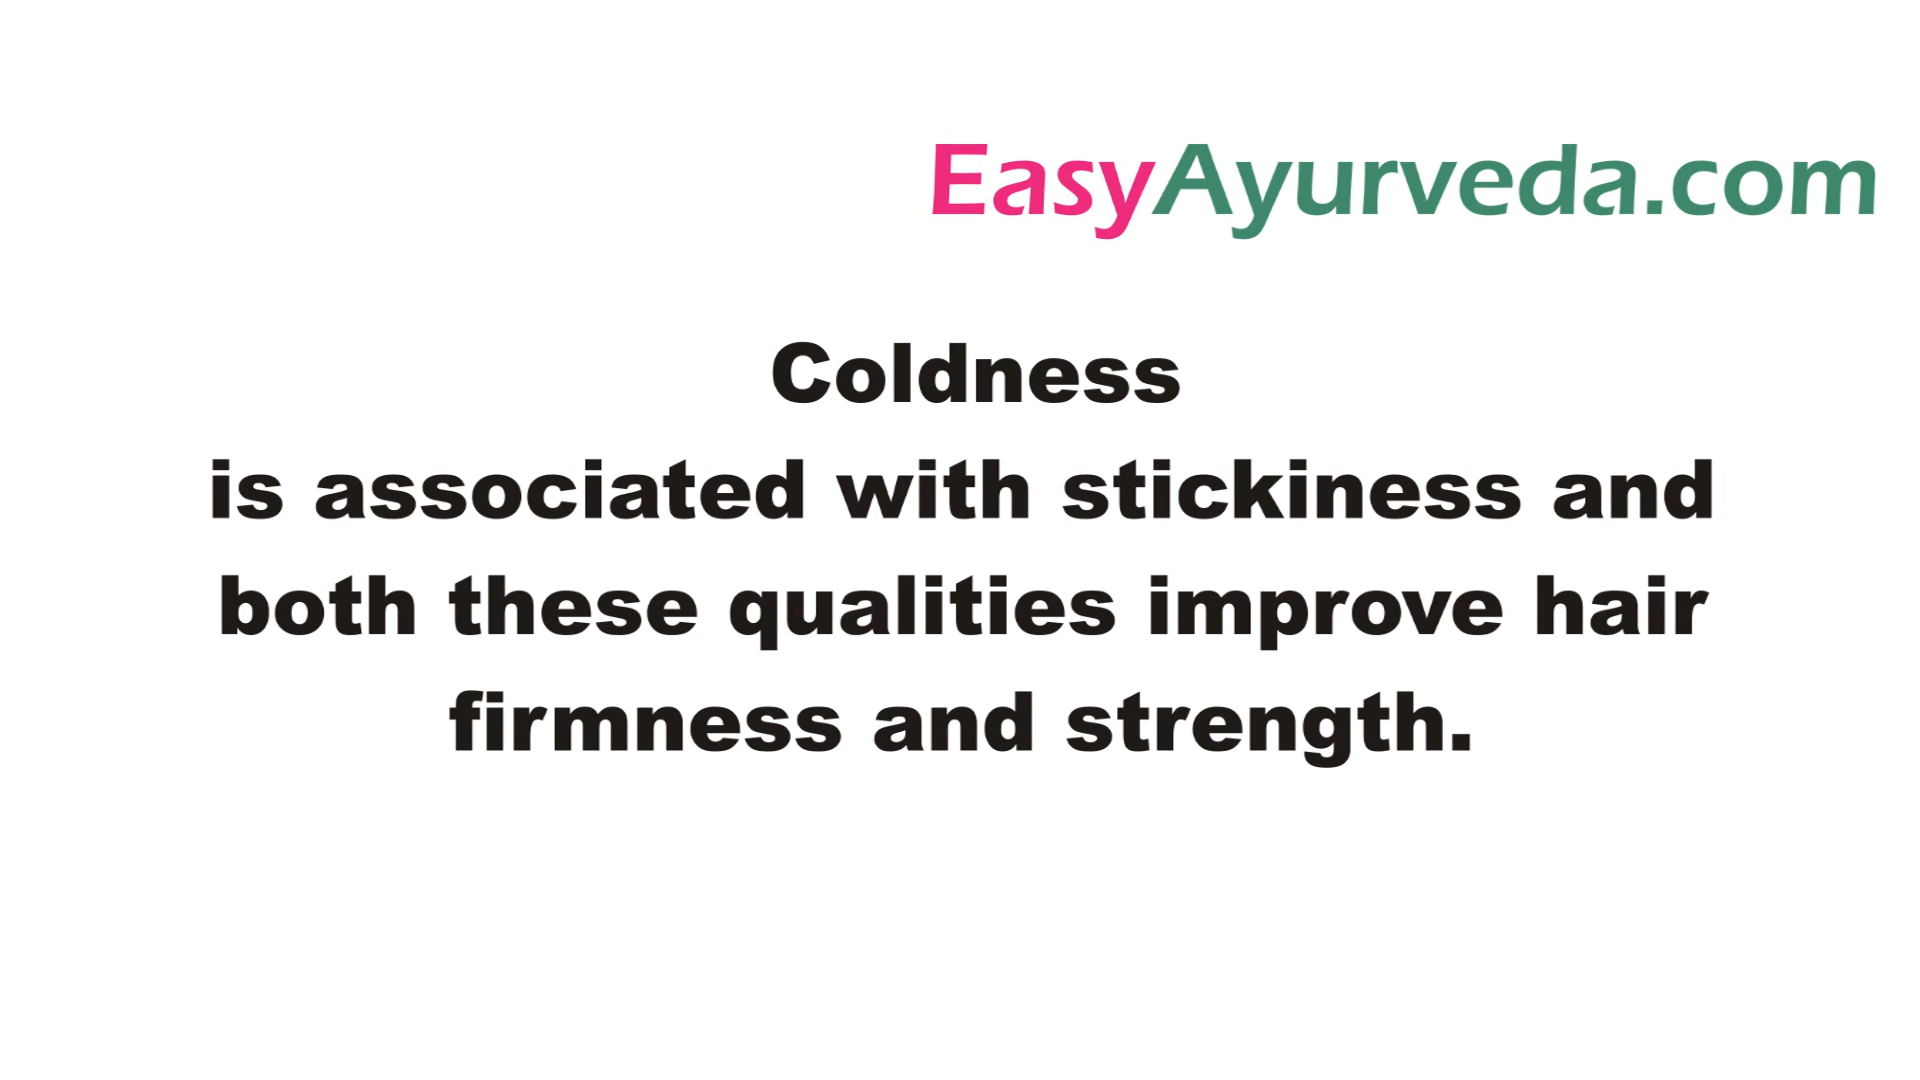 EasyAyurveda.com
Coldness
is associated with stickiness and
both these qualities improve hair
firmness and strength.